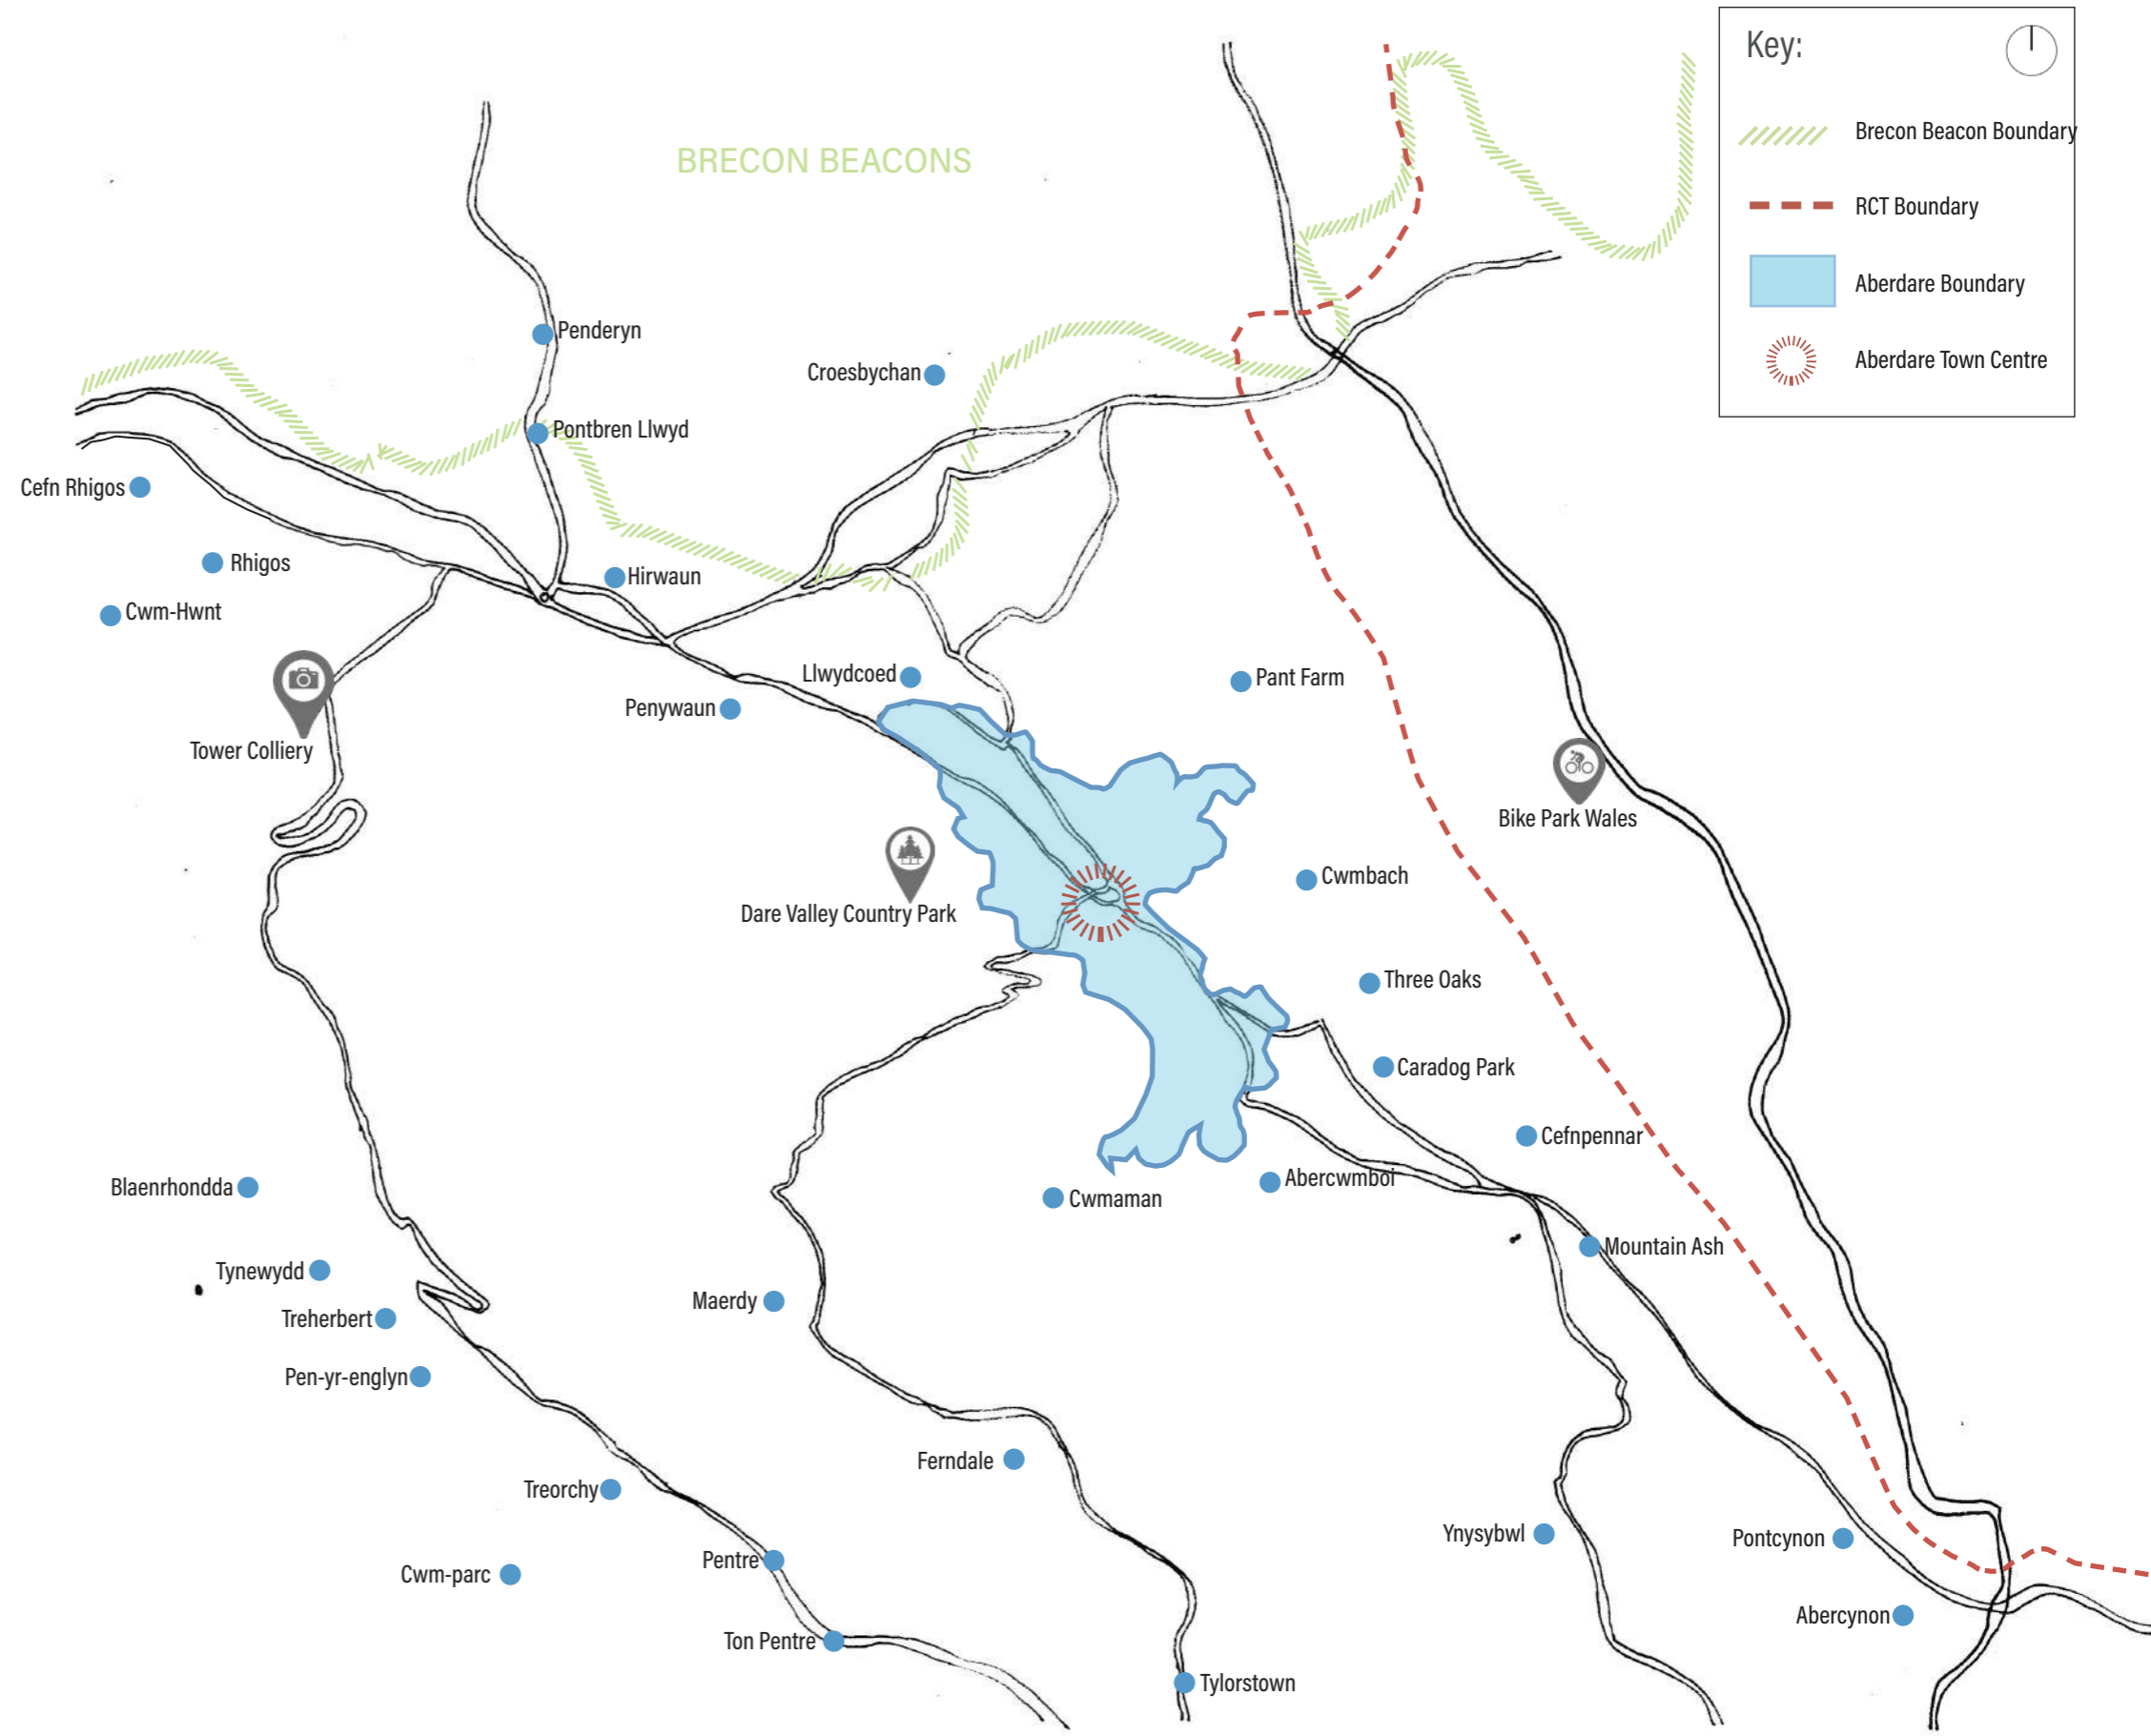 Key:
Brecon Beacon Boundary
RCT Boundary
Aberdare Boundary
Aberdare Town Centre
BRECON BEACONS
Penderyn
Croesbychan
Pontbren Llwyd
Cefn Rhigos
Rhigos
Hirwaun
Cwm-Hwnt
Llwydcoed
Pant Farm
Penywaun
Tower Colliery
Bike Park Wales
Cwmbach
Dare Valley Country Park
Three Oaks
Caradog Park
Cefnpennar
Abercwmboi
Blaenrhondda
Cwmaman
Mountain Ash
Tynewydd
Maerdy
Treherbert
Pen-yr-englyn
Ferndale
Treorchy
Ynysybwl
Pontcynon
Pentre
Cwm-parc
Abercynon
Ton Pentre
Tylorstown